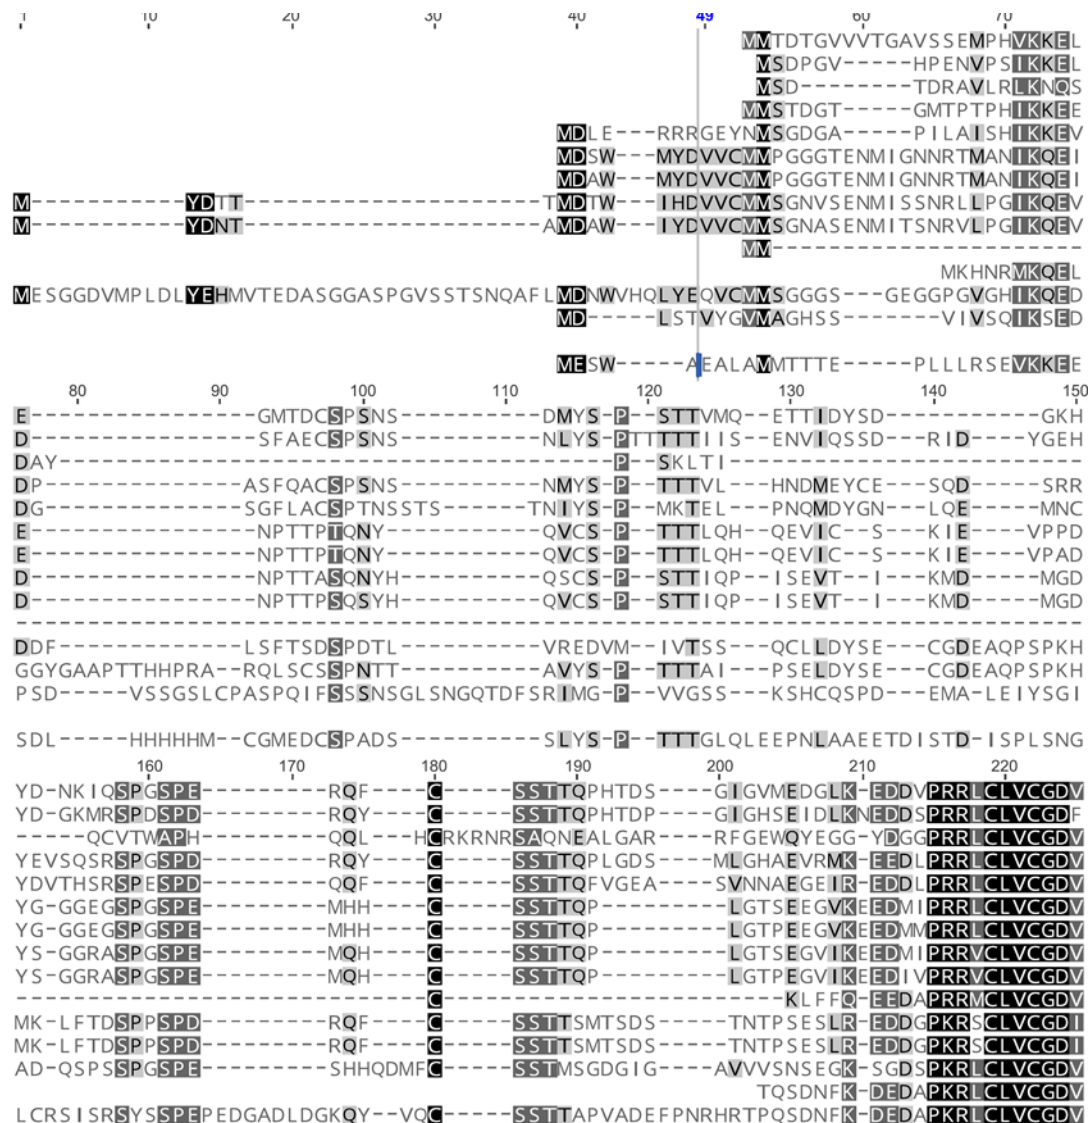 1 10 20 30 40 49 60 70
MMTDTGVVVTGAVSSEMPHVKKEL
MSDPGV-----HPENVPSIKKEL
MSD--------TDRAVLRLKNQS
MMSTDGT-----GMTPTPHIKKEE
MDLE---RRRGEYNMSGDGA-----PILAISHIKKEV
MDSW---MYDVVCMMPGGGTENMIGNNRTMANIKQEI
MDAW---MYDVVCMMPGGGTENMIGNNRTMANIKQEI
M-----------YDTT---------------------TMDTW---IHDVVCMMSGNVSENMISSNRLLPGIKQEV
M-----------YDNT---------------------AMDAW---IYDVVCMMSGNASENMITSNRVLPGIKQEV
MM----------------------
MKHNRMKQEL
MESGGDVMPLDLYEHMVTEDASGGASPGVSSTSNQAFLMDNWVHQLYEQVCMMSGGGS---GEGGPGVGHIKQED
MD-----LSTVYGVMAGHSS-----VIVSQIKSED
MESW-----AEALAMMTTTE-----PLLLRSEVKKEE
80 90 100 110 120 130 140 150
E----------------GMTDCSPSNS----------DMYS-P--STTVMQ--ETTIDYSD-----------GKH
D----------------SFAECSPSNS----------NLYS-PTTTTTIIS--ENVIQSSD---RID----YGEH
DAY---------------------------------------P--SKLTI-------------------------
DP--------------ASFQACSPSNS----------NMYS-P--TTTVL---HNDMEYCE---SQD-----SRR
DG--------------SGFLACSPTNSSTS------TNIYS-P--MKTEL---PNQMDYGN---LQE-----MNC
E----------------NPTTPTQNY-----------QVCS-P--TTTLQH--QEVIC--S---KIE----VPPD
E----------------NPTTPTQNY-----------QVCS-P--TTTLQH--QEVIC--S---KIE----VPAD
D----------------NPTTASQNYH----------QSCS-P--STTIQP--ISEVT--I---KMD-----MGD
D----------------NPTTPSQSYH----------QVCS-P--STTIQP--ISEVT--I---KMD-----MGD
---------------------------------------------------------------------------
DDF-------------LSFTSDSPDTL----------VREDVM--IVTSS---QCLLDYSE---CGDEAQPSPKH
GGYGAAPTTHHPRA--RQLSCSSPNTT----------AVYS-P--TTTAI---PSELDYSE---CGDEAQPSPKH
PSD-----VSSGSLCPASPQIFSSSNSGLSNGQTDFSRIMG-P--VVGSS---KSHCQSPD---EMA-LEIYSGI
SDL-----HHHHHM--CGMEDCSPADS----------SLYS-P--TTTGLQLEEPNLAAEETDISTD-ISPLSNG
160 170 180 190 200 210 220
YD-NKIQSPGSPE---------RQF----C-----SSTTQPHTDS----GIGVMEDGLK-EDDVPRRLCLVCGDV
YD-GKMRSPGSPD---------RQY----C-----SSTTQPHTDP----GIGHSEIDLKNEDDSPRRLCLVCGDF
-----QCVTWAPH---------QQL---HCRKRNRSAQNEALGAR----RFGEWQYEGG-YDGGPRRLCLVCGDV
YEVSQSRSPGSPD---------RQY----C-----SSTTQPLGDS----MLGHAEVRMK-EEDLPRRLCLVCGDV
YDVTHSRSPESPD---------QQF----C-----SSTTQFVGEA----SVNNAEGEIR-EDDLPRRLCLVCGDV
YG-GGEGSPGSPE---------MHH----C-----SSTTQP---------LGTSEEGVKEEDMIPRRLCLVCGDV
YG-GGEGSPGSPE---------MHH----C-----SSTTQP---------LGTPEEGVKEEDMMPRRLCLVCGDV
YS-GGRASPGSPE---------MQH----C-----SSTTQP---------LGTSEEGVIKEEDMIPRRVCLVCGDV
YS-GGRASPGSPE---------MQH----C-----SSTTQP---------LGTPEGVIKEEDIVPRRVCLVCGDV
-----------------------------C------------------------KLFFQ-EEDAPRRMCLVCGDV
MK-LFTDSPPSPD---------RQF----C-----SSTTSMTSDS-----TNTPSESLR-EDDGPKRSCLVCGDI
MK-LFTDSPPSPD---------RQF----C-----SSTTSMTSDS-----TNTPSESLR-EDDGPKRSCLVCGDI
AD-QSPSSPGSPE---------SHHQDMFC-----SSTMSGDGIG----AVVVSNSEGK-SGDSPKRLCLVCGDV
TQSDNFK-DEDAPKRLCLVCGDV
LCRSISRSYSSPEPEDGADLDGKQY--VQC-----SSTTAPVADEFPNRHRTPQSDNFK-DEDAPKRLCLVCGDV